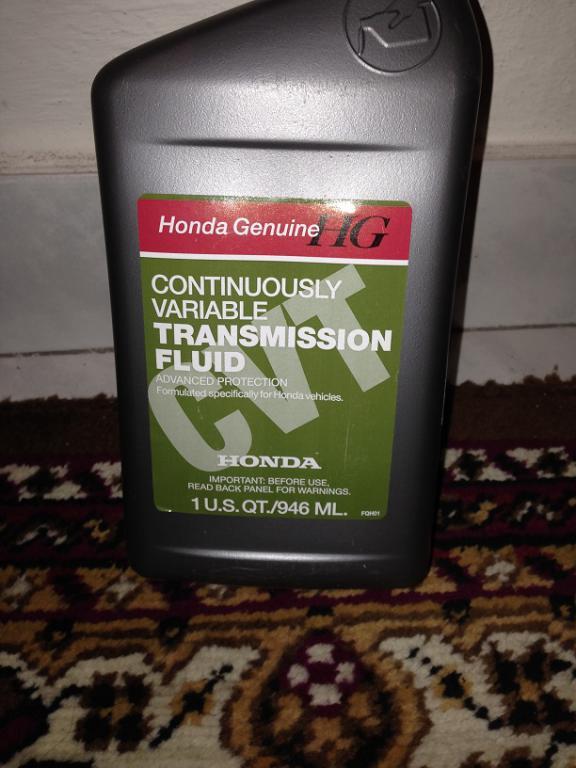 Honda Genuine HG
CONTINUOUSLY
VARIABLE
TRANSMISSION
FLUID
CVT
ADVANCED PROTECTION
Formulated specifically for Honda vehicles.
HONDA
IMPORTANT: BEFORE USE,
READ BACK PANEL FOR WARNINGS.
1 U.S. QT./946 ML.
FQH01